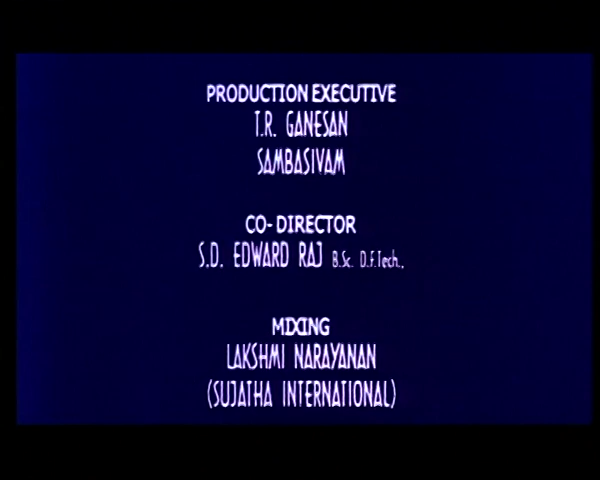 PRODUCTION EXECUTIVE
T.R. GANESAN
SAMBASIVAM
CO-DIRECTOR
S.D. EDWARD RAJ B.Sc. D.F.Tech.,
MIXING
LAKSHMI NARAYANAN
(SUJATHA INTERNATIONAL)